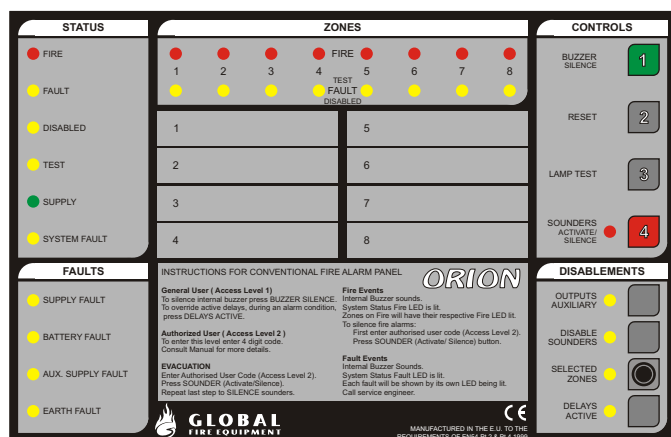 STATUS
FIRE
FAULT
DISABLED
TEST
SUPPLY
SYSTEM FAULT
ZONES
FIRE
1 2 3 4 5 6 7 8
TEST
FAULT
DISABLED
1
2
3
4
5
6
7
8
CONTROLS
BUZZER
SILENCE
1
RESET
2
LAMP TEST
3
SOUNDERS
ACTIVATE/
SILENCE
4
FAULTS
SUPPLY FAULT
BATTERY FAULT
AUX. SUPPLY FAULT
EARTH FAULT
INSTRUCTIONS FOR CONVENTIONAL FIRE ALARM PANEL
ORION
General User ( Access Level 1)
To silence internal buzzer press BUZZER SILENCE.
To override active delays, during an alarm condition,
press DELAYS ACTIVE.
Authorized User ( Access Level 2 )
To enter this level enter 4 digit code.
Consult Manual for more details.
EVACUATION
Enter Authorised User Code (Access Level 2).
Press SOUNDER (Activate/Silence).
Repeat last step to SILENCE sounders.
Fire Events
Internal Buzzer sounds.
System Status Fire LED is lit.
Zones on Fire will have their respective Fire LED lit.
To silence fire alarms:
First enter authorised user code (Access Level 2).
Press SOUNDER (Activate/ Silence) button.
Fault Events
Internal Buzzer Sounds.
System Status Fault LED is lit.
Each fault will be shown by its own LED being lit.
Call service engineer.
GLOBAL
FIRE EQUIPMENT
CE
MANUFACTURED IN THE E.U. TO THE
REQUIREMENTS OF EN54 Pt 2 & Pt 4 1999
DISABLEMENTS
OUTPUTS
AUXILIARY
DISABLE
SOUNDERS
SELECTED
ZONES
DELAYS
ACTIVE